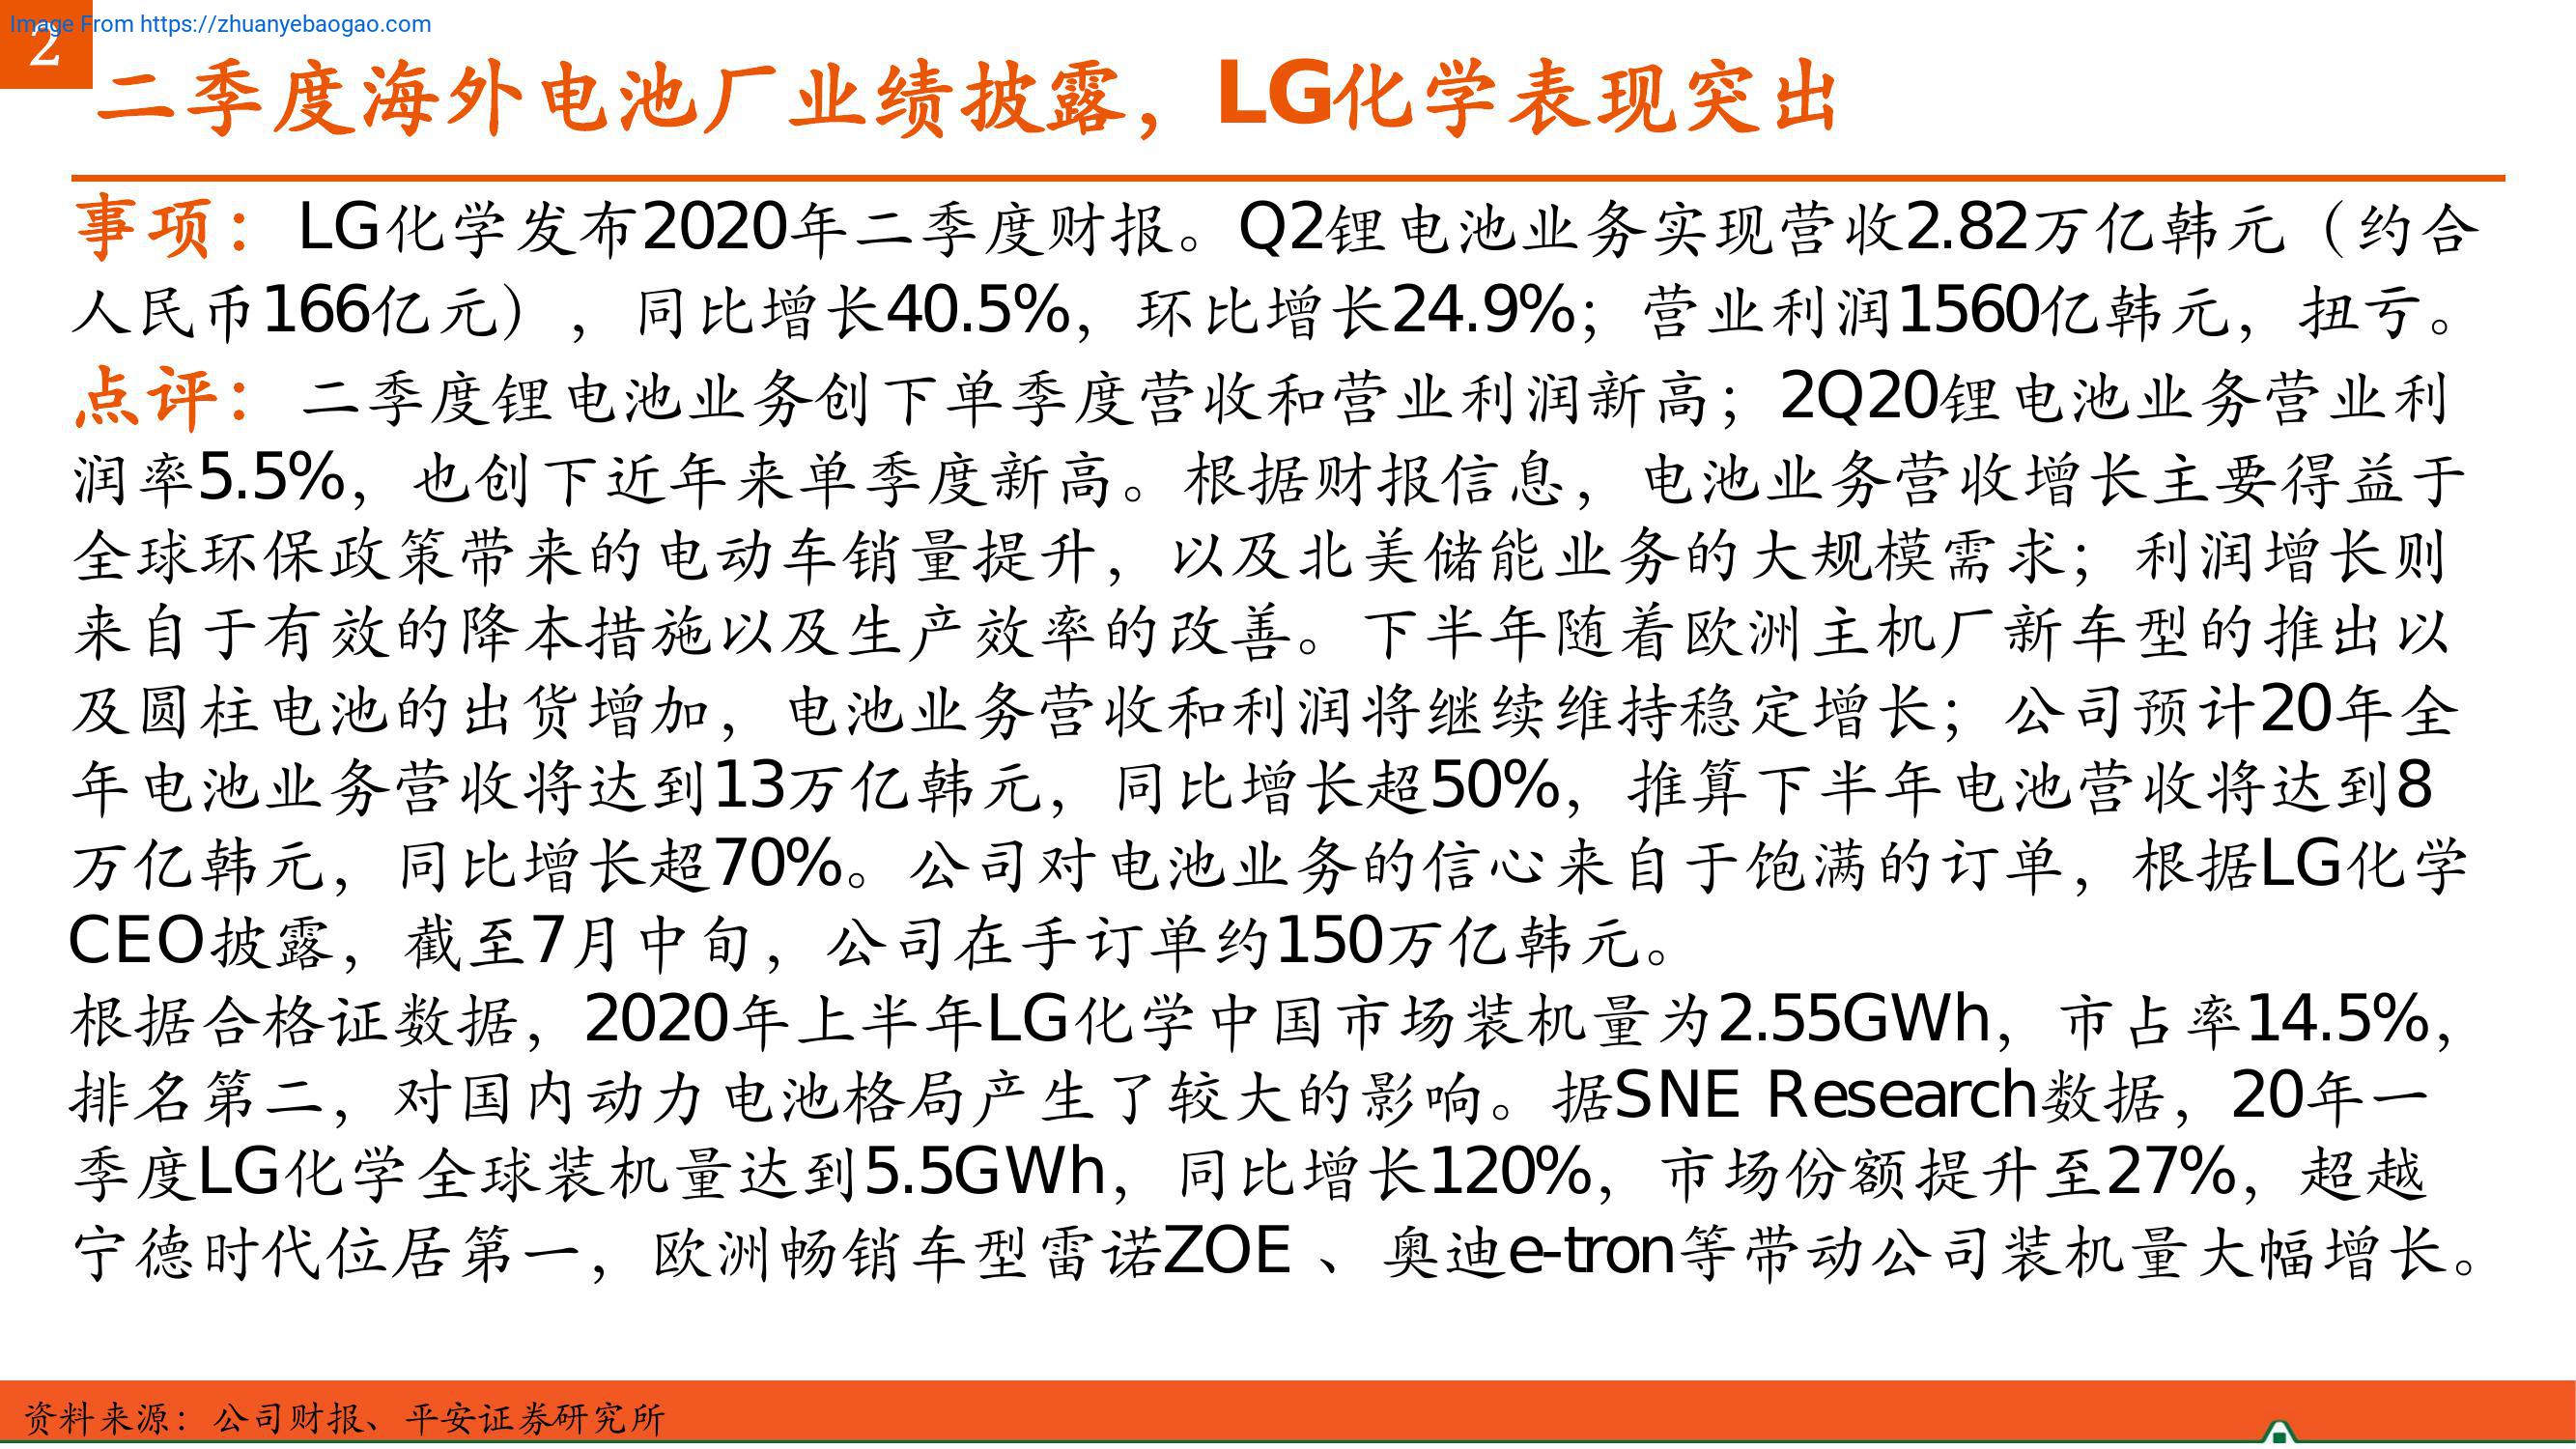 Image From https://zhuanyebaogao.com
2
二季度海外电池厂业绩披露，LG化学表现突出
事项：LG化学发布2020年二季度财报。Q2锂电池业务实现营收2.82万亿韩元（约合
人民币166亿元），同比增长40.5%，环比增长24.9%；营业利润1560亿韩元，扭亏。
点评：二季度锂电池业务创下单季度营收和营业利润新高；2Q20锂电池业务营业利
润率5.5%，也创下近年来单季度新高。根据财报信息，电池业务营收增长主要得益于
全球环保政策带来的电动车销量提升，以及北美储能业务的大规模需求；利润增长则
来自于有效的降本措施以及生产效率的改善。下半年随着欧洲主机厂新车型的推出以
及圆柱电池的出货增加，电池业务营收和利润将继续维持稳定增长；公司预计20年全
年电池业务营收将达到13万亿韩元，同比增长超50%，推算下半年电池营收将达到8
万亿韩元，同比增长超70%。公司对电池业务的信心来自于饱满的订单，根据LG化学
CEO披露，截至7月中旬，公司在手订单约150万亿韩元。
根据合格证数据，2020年上半年LG化学中国市场装机量为2.55GWh，市占率14.5%，
排名第二，对国内动力电池格局产生了较大的影响。据SNE Research数据，20年一
季度LG化学全球装机量达到5.5GWh，同比增长120%，市场份额提升至27%，超越
宁德时代位居第一，欧洲畅销车型雷诺ZOE 、奥迪e-tron等带动公司装机量大幅增长。
资料来源：公司财报、平安证券研究所